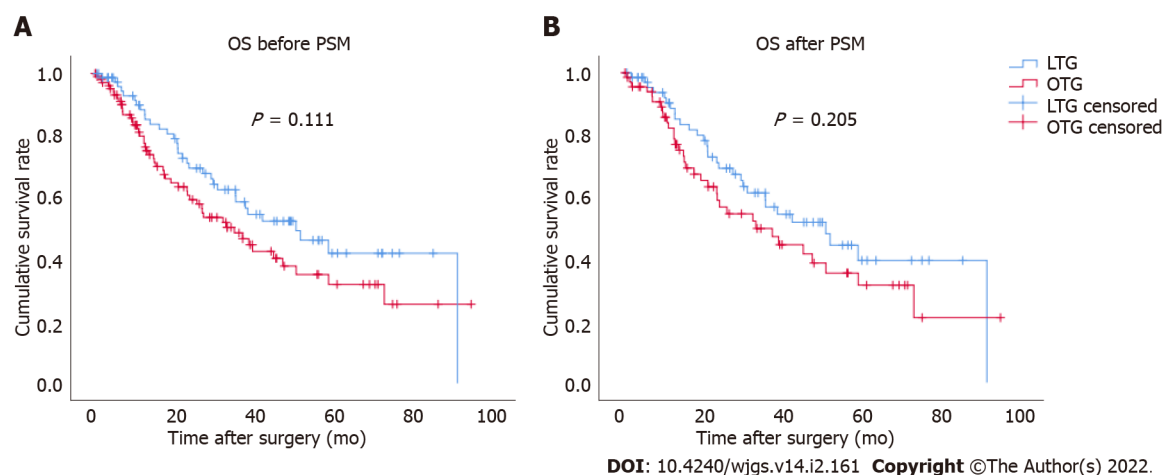 A
OS before PSM
P = 0.111
Cumulative survival rate
1.0
0.8
0.6
0.4
0.2
0.0
0
20
40
60
80
100
Time after surgery (mo)
B
OS after PSM
P = 0.205
Cumulative survival rate
1.0
0.8
0.6
0.4
0.2
0.0
0
20
40
60
80
100
Time after surgery (mo)
LTG
OTG
LTG censored
OTG censored
DOI: 10.4240/wjgs.v14.i2.161 Copyright ©The Author(s) 2022.